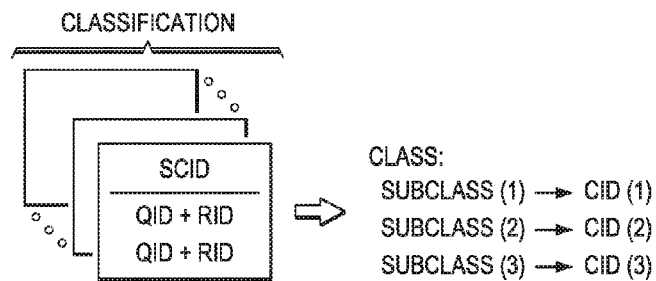 CLASSIFICATION
SCID
QID + RID
QID + RID
CLASS:
SUBCLASS (1) → CID (1)
SUBCLASS (2) → CID (2)
SUBCLASS (3) → CID (3)